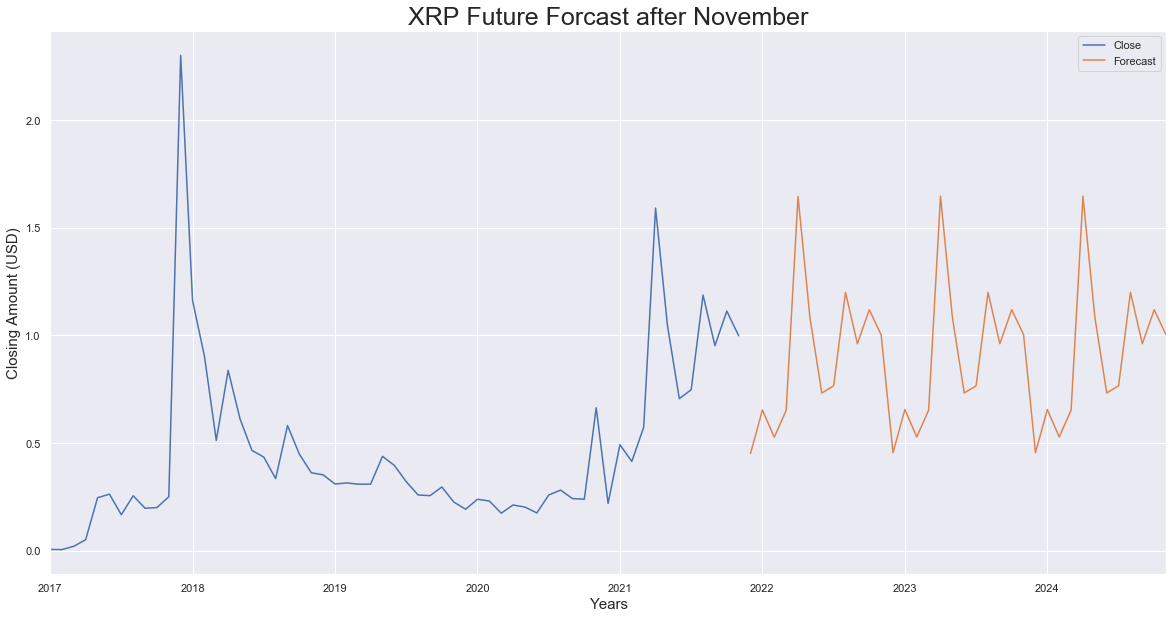 XRP Future Forcast after November
Close
Forecast
Closing Amount (USD)
2.0
1.5
1.0
0.5
0.0
2017 2018 2019 2020 2021 2022 2023 2024
Years